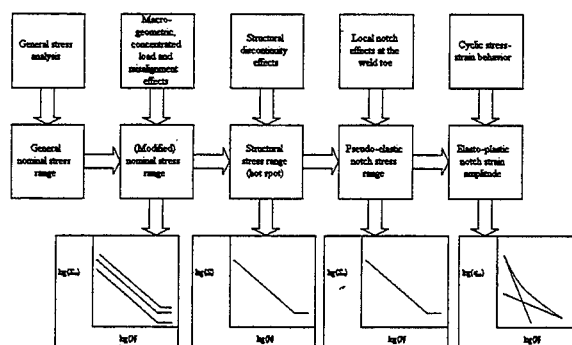 General stress
analysis
Macro-
geometric,
concentrated
load and
misalignment
effects
Structural
discontinuity
effects
Local notch
effects at the
weld toe
Cyclic stress-
strain behavior
General
nominal stress
range
(Modified)
nominal stress
range
Structural
stress range
(hot spot)
Pseudo-elastic
notch stress
range
Elasto-plastic
notch strain
amplitude